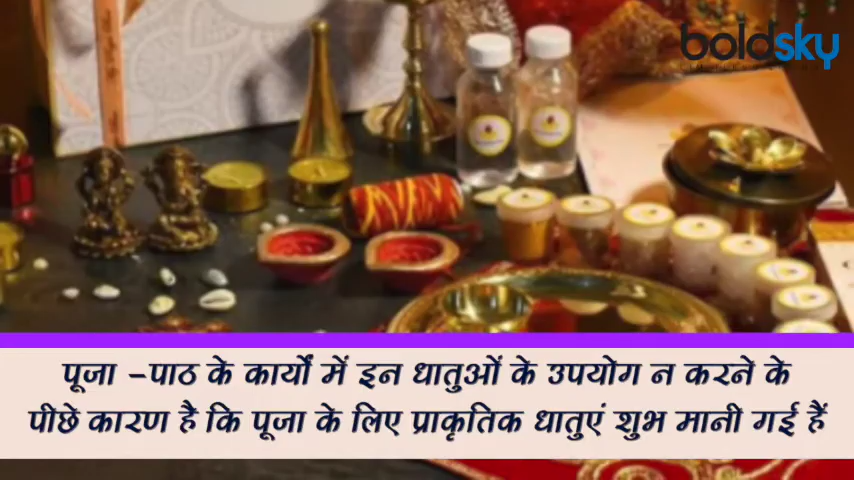 boldsky
पूजा -पाठ के कार्यों में इन धातुओं के उपयोग न करने के
पीछे कारण है कि पूजा के लिए प्राकृतिक धातुएं शुभ मानी गई हैं